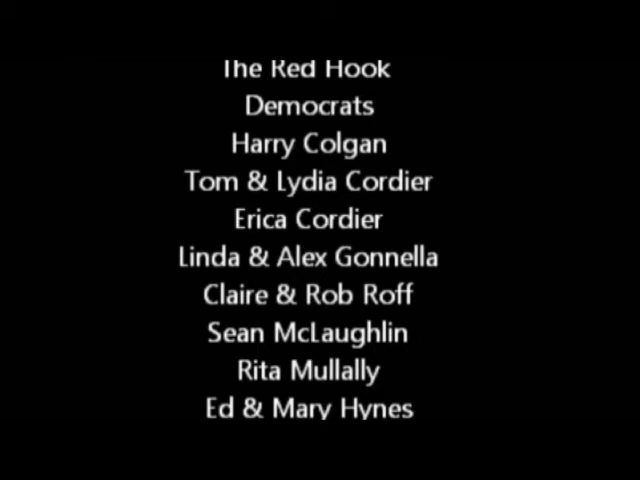 The Red Hook
Democrats
Harry Colgan
Tom & Lydia Cordier
Erica Cordier
Linda & Alex Gonnella
Claire & Rob Roff
Sean McLaughlin
Rita Mullally
Ed & Mary Hynes